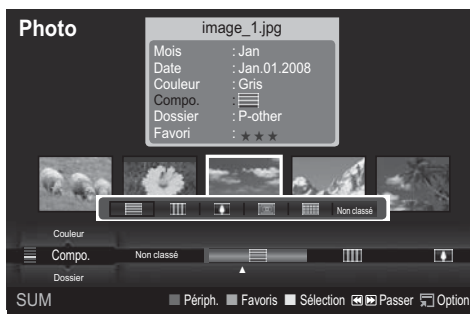 Photo
image_1.jpg
Mois : Jan
Date : Jan.01.2008
Couleur : Gris
Compo. :
Dossier : P-other
Favori : ★★★
Non classé
Couleur
Compo. Non classé
Dossier
SUM Périph. Favoris Sélection Passer Option